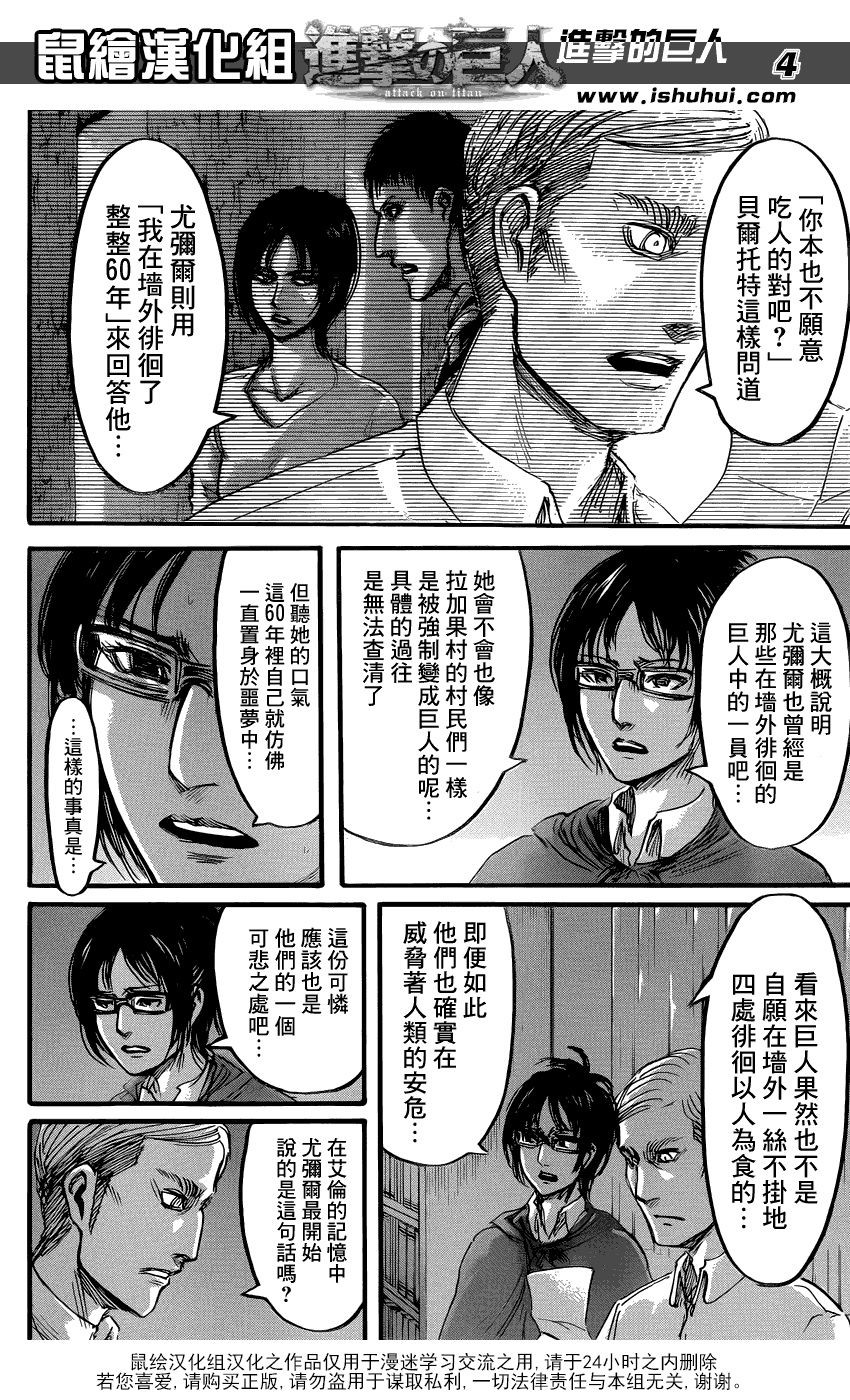 鼠繪漢化組
進撃の巨人
attack on titan
進擊的巨人
www.ishuhui.com
4
「你本也不願意
吃人的對吧？」
貝爾托特這樣問道
尤彌爾則用
「我在墙外徘徊了
整整60年」來回答他…
這大概說明
尤彌爾也曾經是
那些在墙外徘徊的
巨人中的一員吧…
她會不會也像
拉加果村的村民們一樣
是被強制變成巨人的呢…
具體的過往
是無法查清了
但聽她的口氣
這60年裡自己就仿佛
一直置身於噩夢中…
…這樣的事真是…
看來巨人果然也不是
自願在墙外一絲不掛地
四處徘徊以人為食的…
即便如此
他們也確實在
威脅著人類的安危…
這份可憐
應該也是
他們的一個
可悲之處吧…
在艾倫的記憶中
尤彌爾最開始
說的是這句話嗎？
鼠绘汉化组汉化之作品仅用于漫迷学习交流之用, 请于24小时之内删除
若您喜爱, 请购买正版, 请勿盗用于谋取私利, 一切法律责任与本组无关, 谢谢。